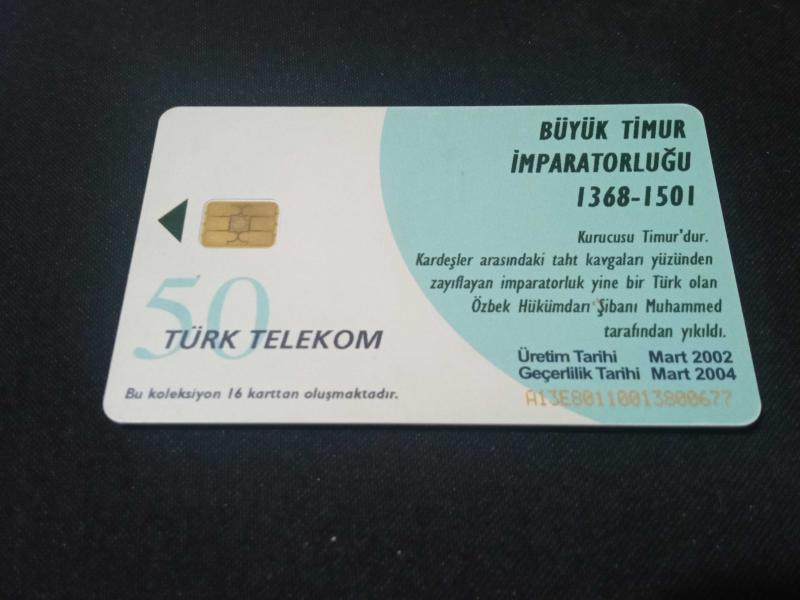 BÜYÜK TİMUR
İMPARATORLUĞU
1368-1501
Kurucusu Timur'dur.
Kardeşler arasındaki taht kavgaları yüzünden
zayıflayan imparatorluk yine bir Türk olan
Özbek Hükümdarı Şibanı Muhammed
tarafından yıkıldı.
50
TÜRK TELEKOM
Üretim Tarihi Mart 2002
Geçerlilik Tarihi Mart 2004
Bu koleksiyon 16 karttan oluşmaktadır.
A13E80110013800677